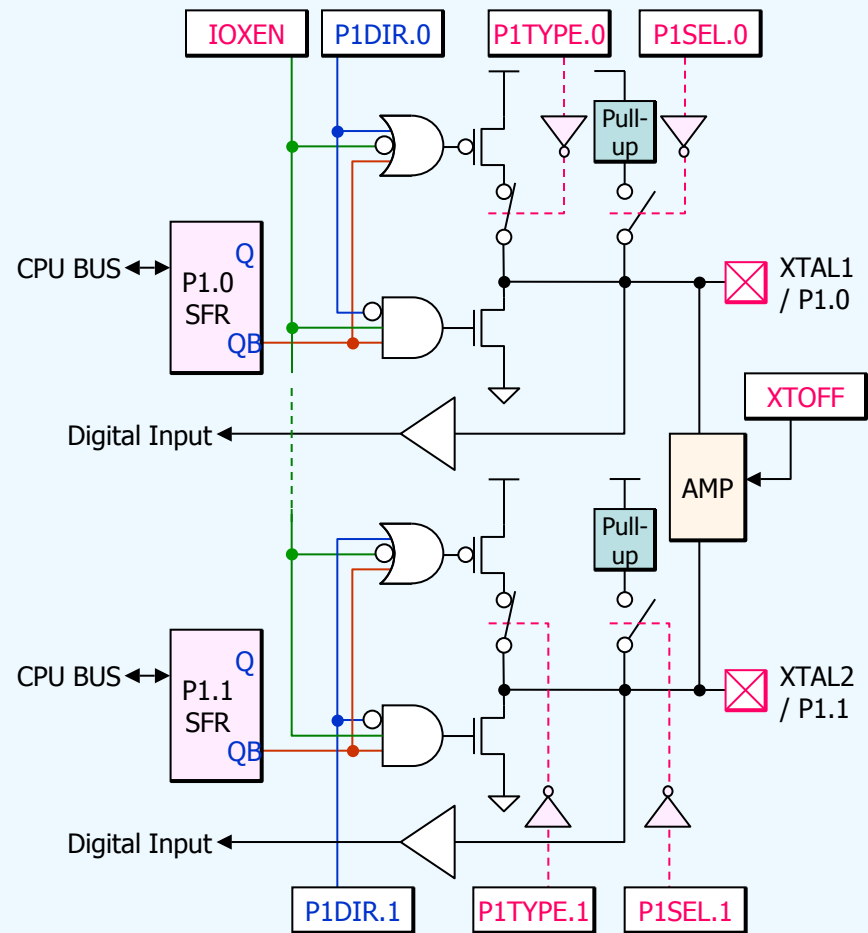 IOXEN
P1DIR.0
P1TYPE.0
P1SEL.0
Pull-
up
CPU BUS
Q
P1.0
SFR
QB
XTAL1
/ P1.0
XTOFF
Digital Input
AMP
Pull-
up
CPU BUS
Q
P1.1
SFR
QB
XTAL2
/ P1.1
Digital Input
P1DIR.1
P1TYPE.1
P1SEL.1